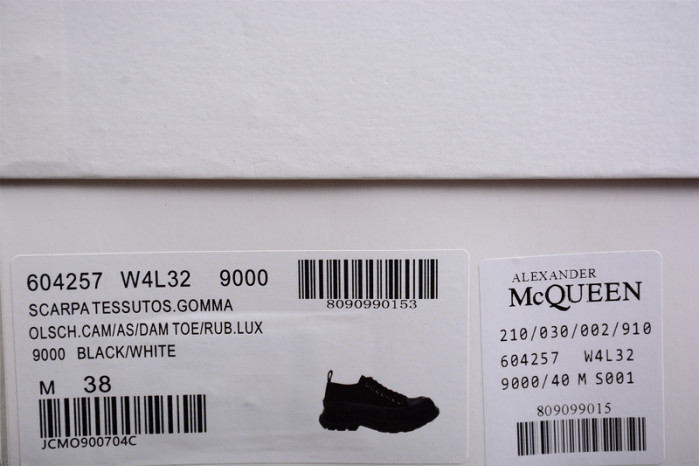 604257 W4L32 9000
SCARPA TESSUTOS.GOMMA
OLSCH.CAM/AS/DAM TOE/RUB.LUX
9000 BLACK/WHITE
M 38
JCMO900704C
8090990153
ALEXANDER
McQUEEN
210/030/002/910
604257 W4L32
9000/40 M S001
809099015